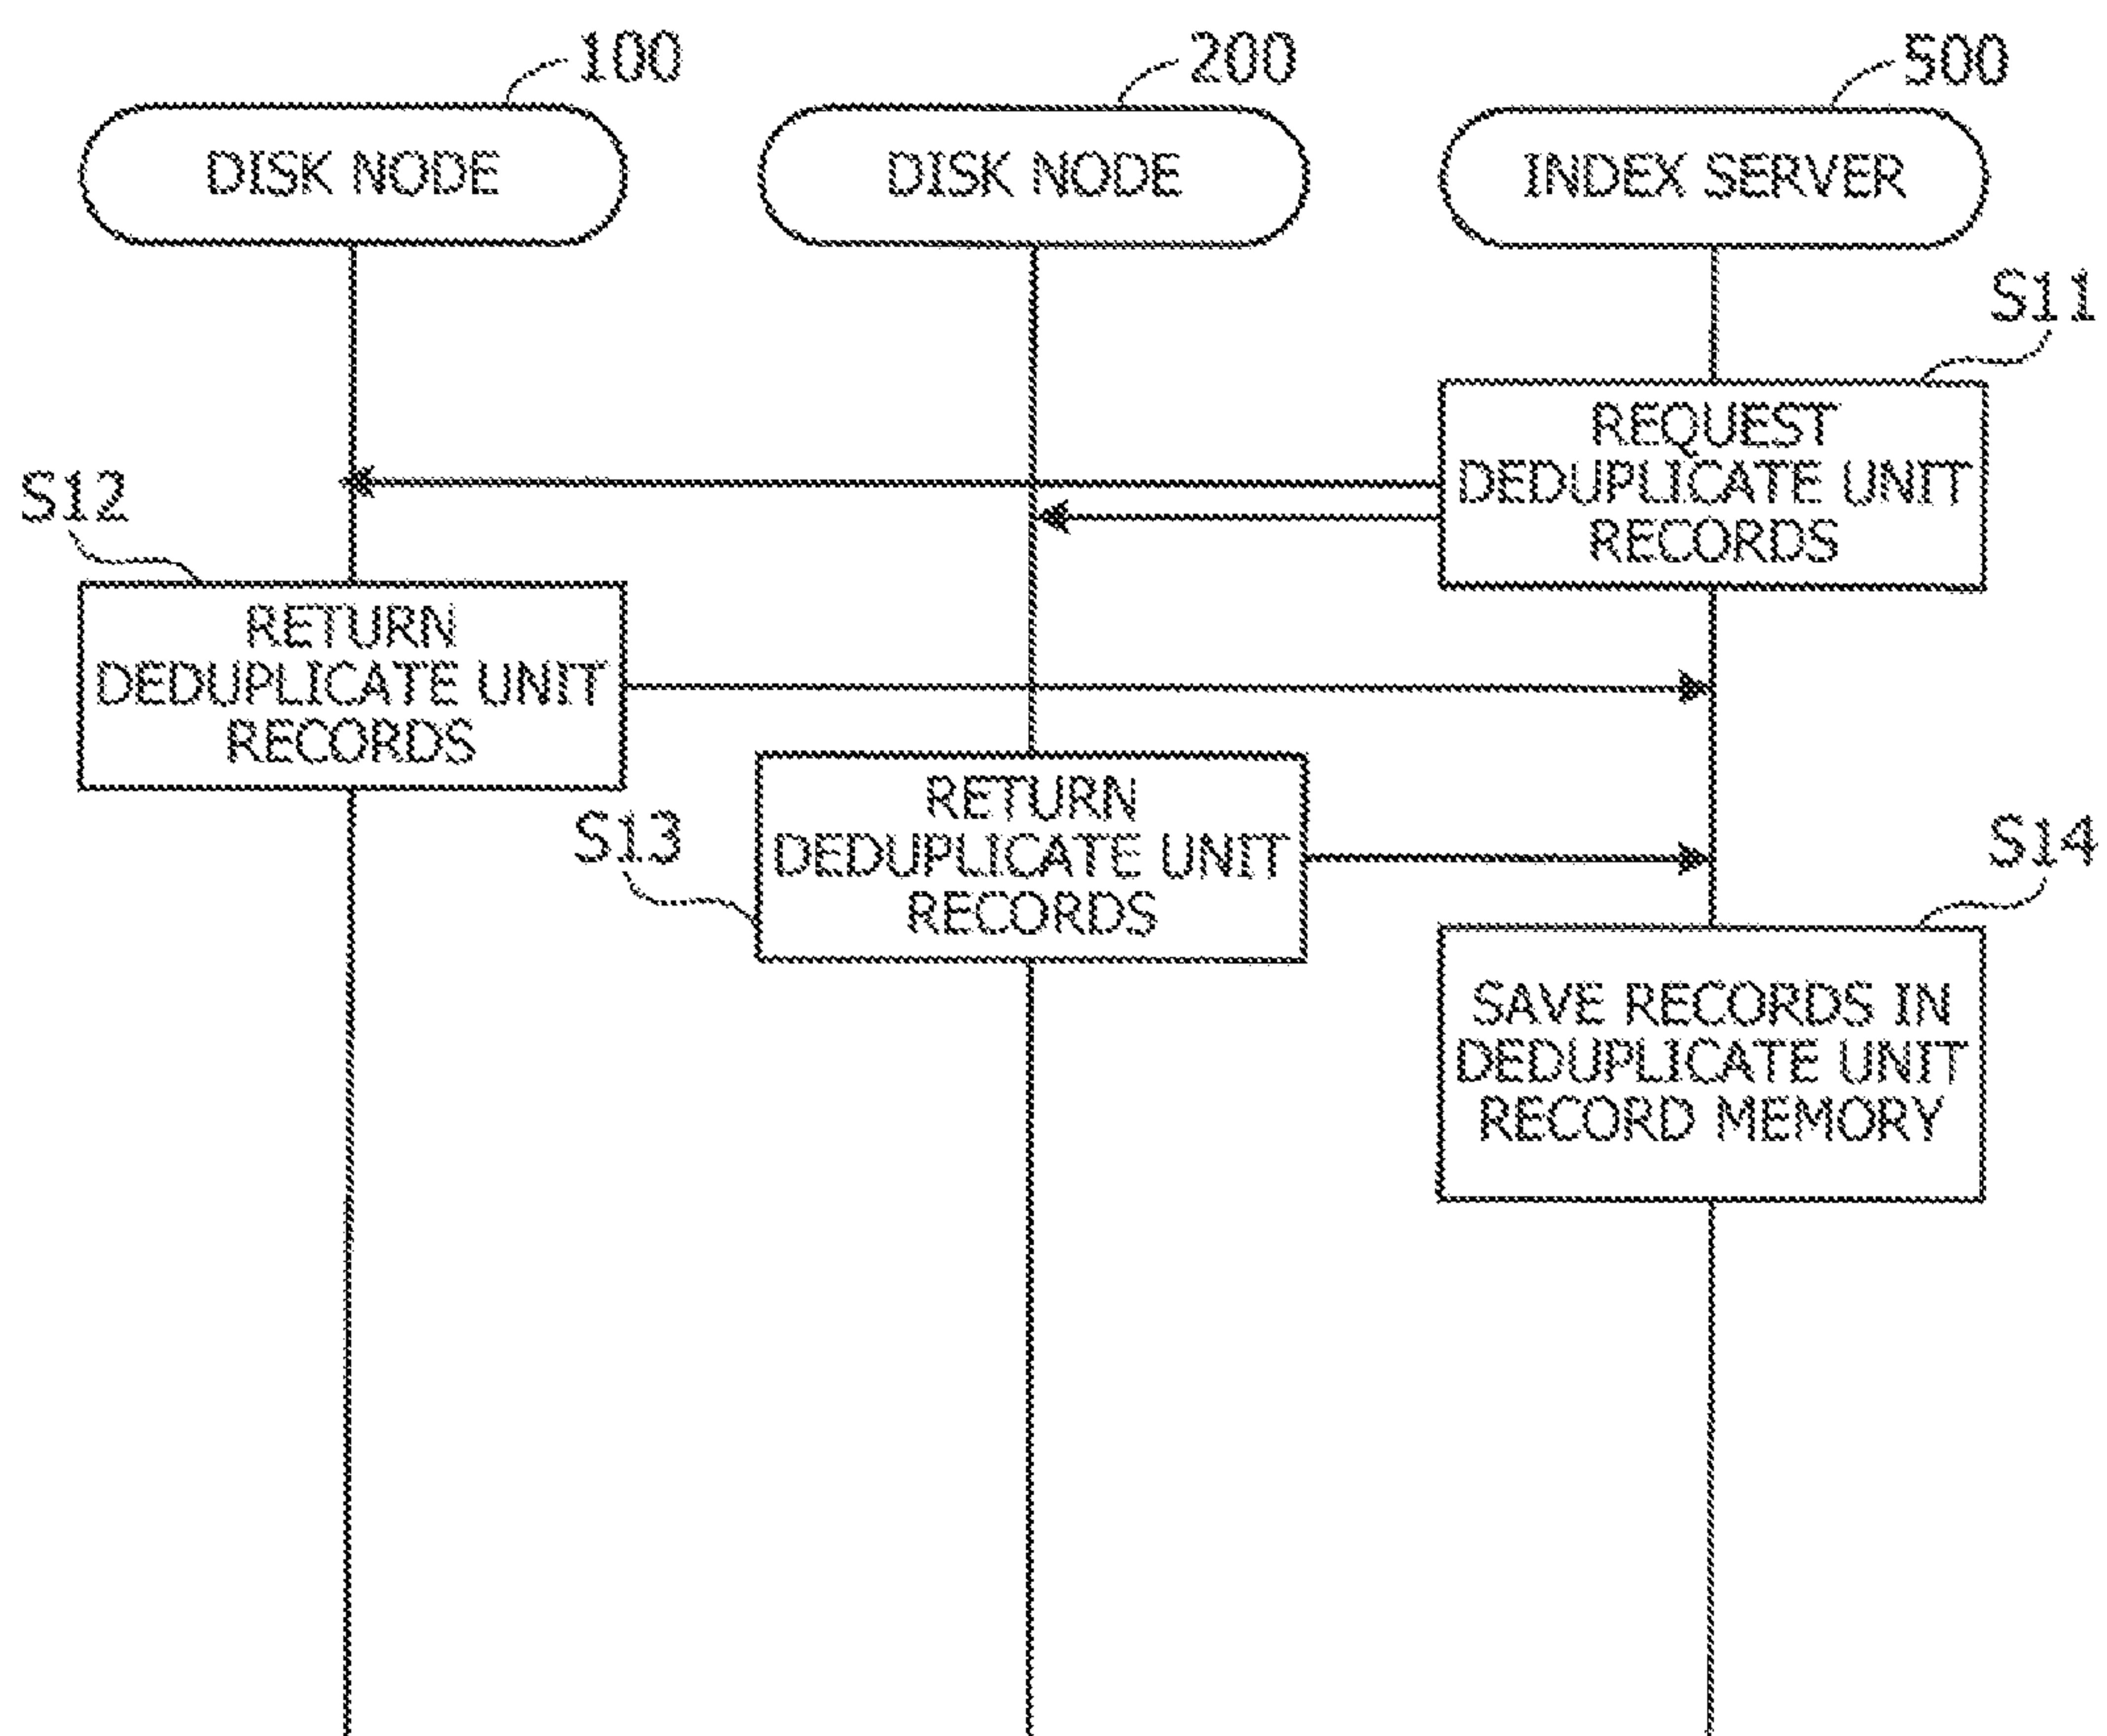 100
200
500
DISK NODE
DISK NODE
INDEX SERVER
S11
REQUEST
DEDUPLICATE UNIT
RECORDS
S12
RETURN
DEDUPLICATE UNIT
RECORDS
S13
RETURN
DEDUPLICATE UNIT
RECORDS
S14
SAVE RECORDS IN
DEDUPLICATE UNIT
RECORD MEMORY